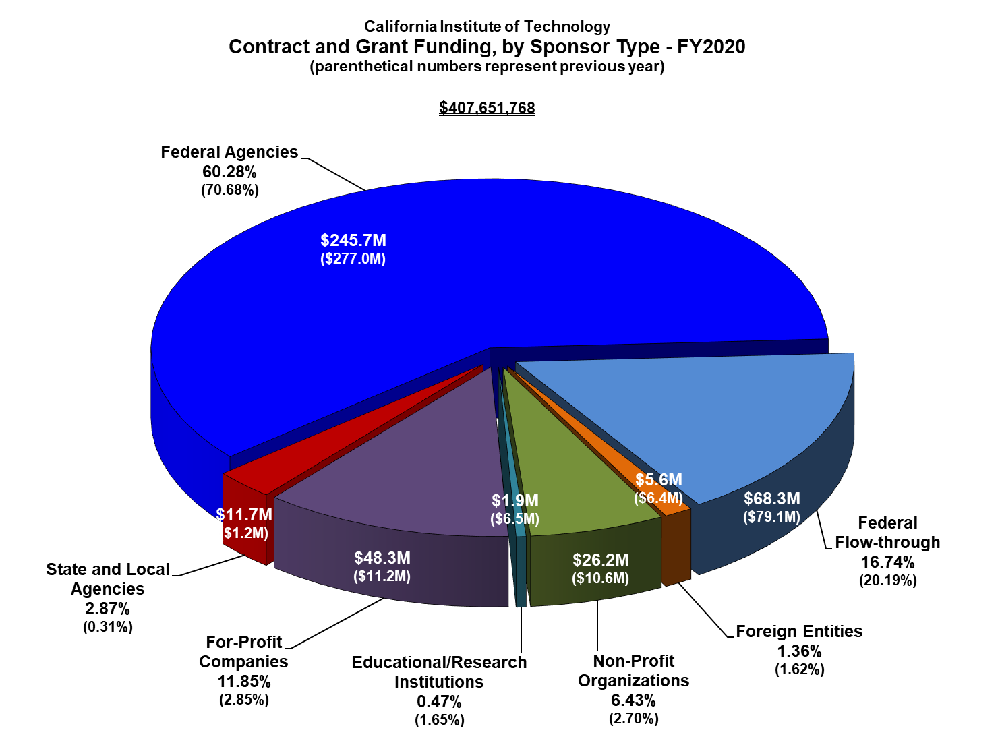 California Institute of Technology
Contract and Grant Funding, by Sponsor Type - FY2020
(parenthetical numbers represent previous year)
$407,651,768
Federal Agencies
60.28%
(70.68%)
$245.7M
($277.0M)
$5.6M
($6.4M)
$68.3M
($79.1M)
$1.9M
($6.5M)
$11.7M
($1.2M)
$48.3M
($11.2M)
$26.2M
($10.6M)
Federal
Flow-through
16.74%
(20.19%)
State and Local
Agencies
2.87%
(0.31%)
For-Profit
Companies
11.85%
(2.85%)
Educational/Research
Institutions
0.47%
(1.65%)
Non-Profit
Organizations
6.43%
(2.70%)
Foreign Entities
1.36%
(1.62%)